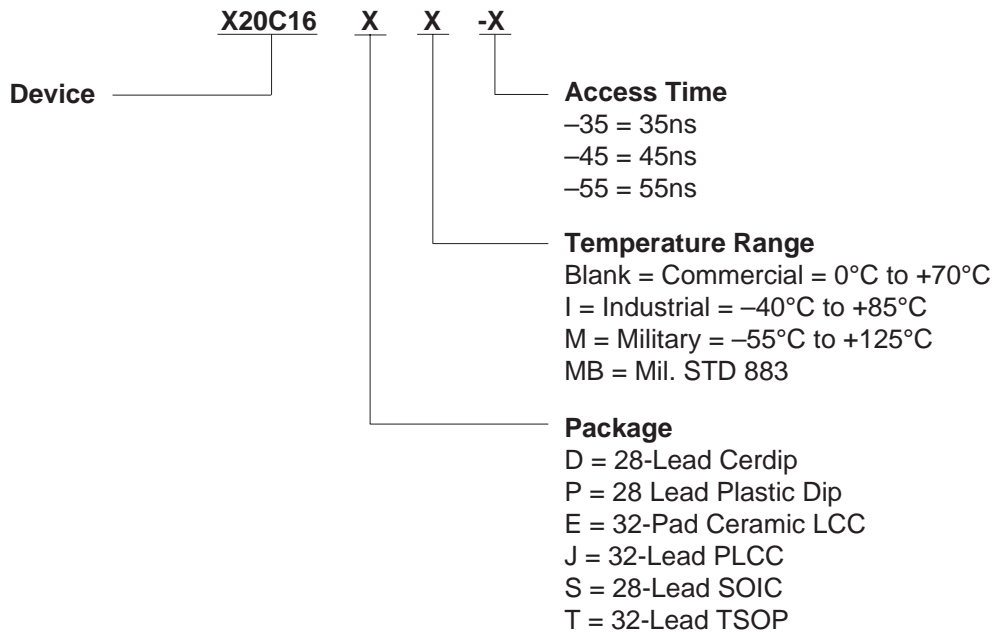 X20C16 X X -X
Device
Access Time
–35 = 35ns
–45 = 45ns
–55 = 55ns
Temperature Range
Blank = Commercial = 0°C to +70°C
I = Industrial = –40°C to +85°C
M = Military = –55°C to +125°C
MB = Mil. STD 883
Package
D = 28-Lead Cerdip
P = 28 Lead Plastic Dip
E = 32-Pad Ceramic LCC
J = 32-Lead PLCC
S = 28-Lead SOIC
T = 32-Lead TSOP